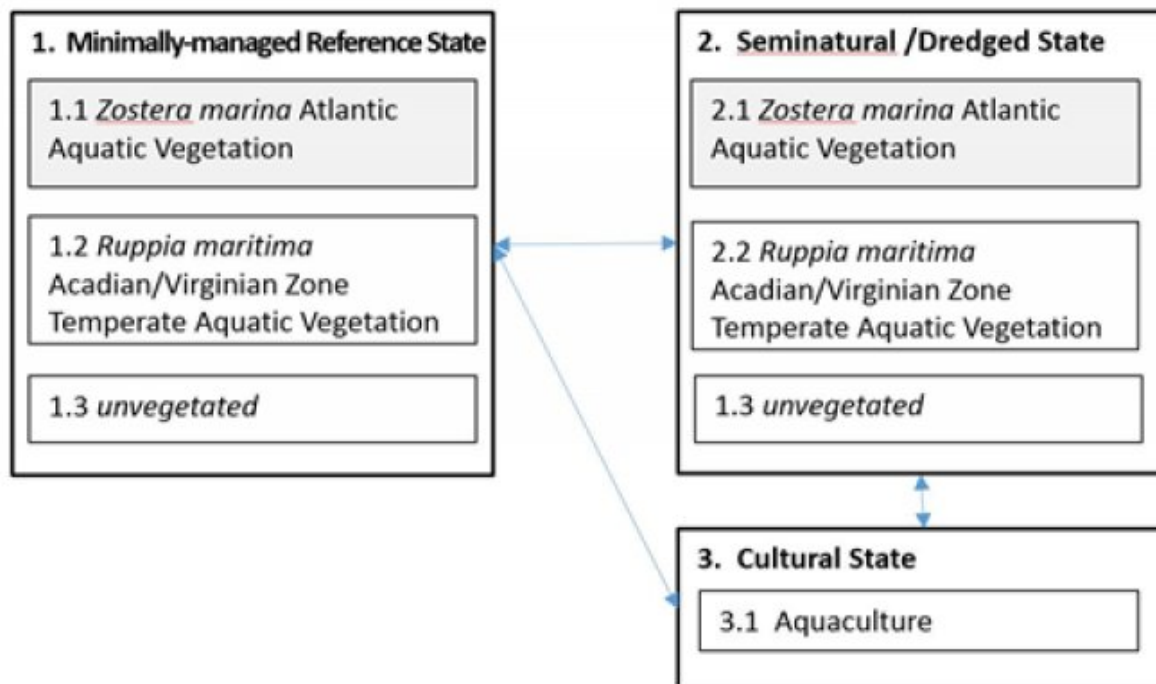 1. Minimally-managed Reference State
1.1 Zostera marina Atlantic
Aquatic Vegetation
1.2 Ruppia maritima
Acadian/Virginian Zone
Temperate Aquatic Vegetation
1.3 unvegetated
2. Seminatural /Dredged State
2.1 Zostera marina Atlantic
Aquatic Vegetation
2.2 Ruppia maritima
Acadian/Virginian Zone
Temperate Aquatic Vegetation
1.3 unvegetated
3. Cultural State
3.1 Aquaculture